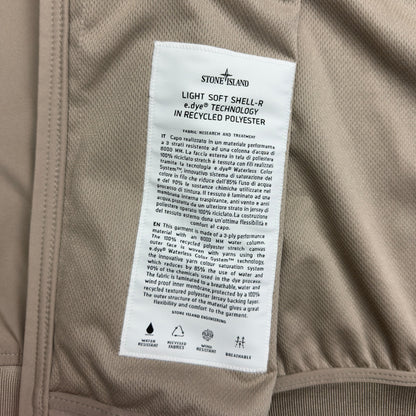 STONE ISLAND
LIGHT SOFT SHELL-R
e.dye® TECHNOLOGY
IN RECYCLED POLYESTER
FABRIC RESEARCH AND TREATMENT
IT Capo realizzato in un materiale performante
a 3 strati resistente ad una colonna d'acqua di
8000 MM. La faccia esterna in tela di poliestere
100% riciclato stretch è tessuta con fili realizzati
tramite la tecnologia e.dye® Waterless Color
System™, innovativo sistema di saturazione del
colore in filo che riduce dell'85% l'uso di acqua
e del 90% le sostanze chimiche utilizzate nel
processo di tintura. Il tessuto è laminato ad una
membrana interna traspirante, anti vento e anti
acqua, protetta da un ulteriore strato in jersey di
poliestere operato 100% riciclato. La costruzione
del tessuto esterno dona un'ottima flessibilità e
comfort al capo.
EN This garment is made of a 3-ply performance
material with an 8000 MM water column.
The 100% recycled polyester stretch canvas
outer face is woven with yarns using the
e.dye® Waterless Color System™ technology,
the innovative yarn colour saturation system
which reduces by 85% the use of water and
90% of the chemicals used in the dye process.
The fabric is laminated to a breathable, water and
wind proof inner membrane, protected by a 100%
recycled textured polyester jersey backing layer.
The outer structure of the material gives a great
flexibility and comfort to the garment.
STONE ISLAND ENGINEERING
WATER
RESISTANT
RECYCLED
FABRICS
WIND
RESISTANT
BREATHABLE